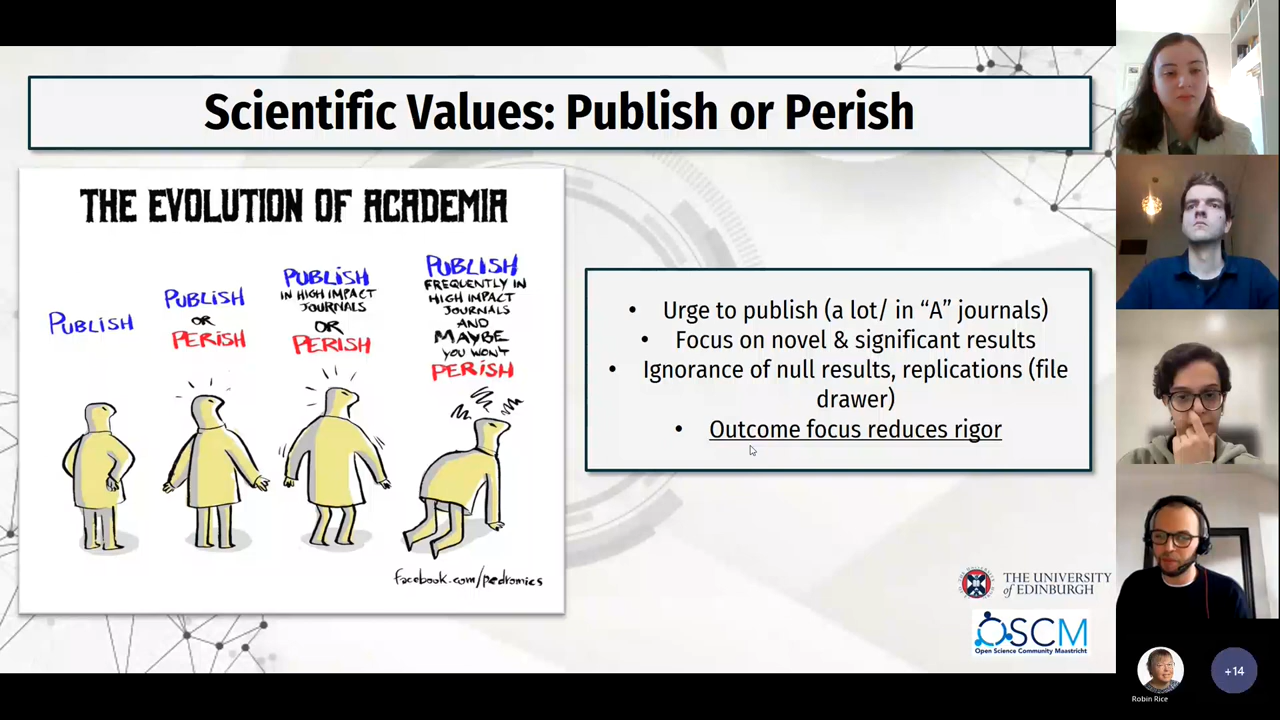 Scientific Values: Publish or Perish
THE EVOLUTION OF ACADEMIA
PUBLISH
PUBLISH
OR
PERISH
PUBLISH
IN HIGH IMPACT
JOURNALS
OR
PERISH
PUBLISH
FREQUENTLY IN
HIGH IMPACT
JOURNALS
AND
MAYBE
YOU WON'T
PERISH
facebook.com/pedromics
• Urge to publish (a lot/ in “A” journals)
• Focus on novel & significant results
• Ignorance of null results, replications (file
drawer)
• Outcome focus reduces rigor
THE UNIVERSITY
of EDINBURGH
OSCM
Open Science Community Maastricht
Robin Rice
+14